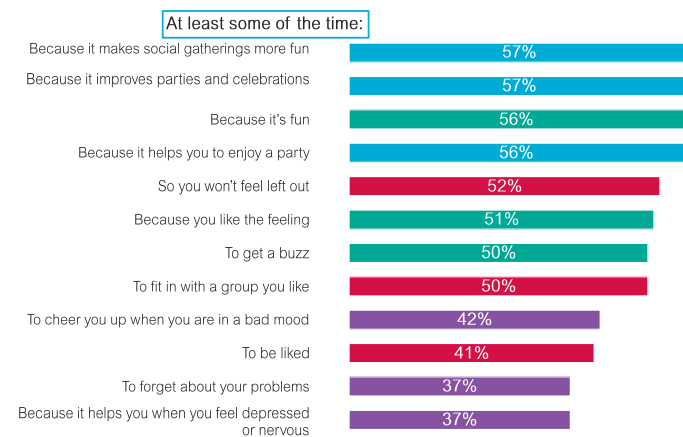 At least some of the time:
Because it makes social gatherings more fun 57%
Because it improves parties and celebrations 57%
Because it's fun 56%
Because it helps you to enjoy a party 56%
So you won't feel left out 52%
Because you like the feeling 51%
To get a buzz 50%
To fit in with a group you like 50%
To cheer you up when you are in a bad mood 42%
To be liked 41%
To forget about your problems 37%
Because it helps you when you feel depressed
or nervous 37%